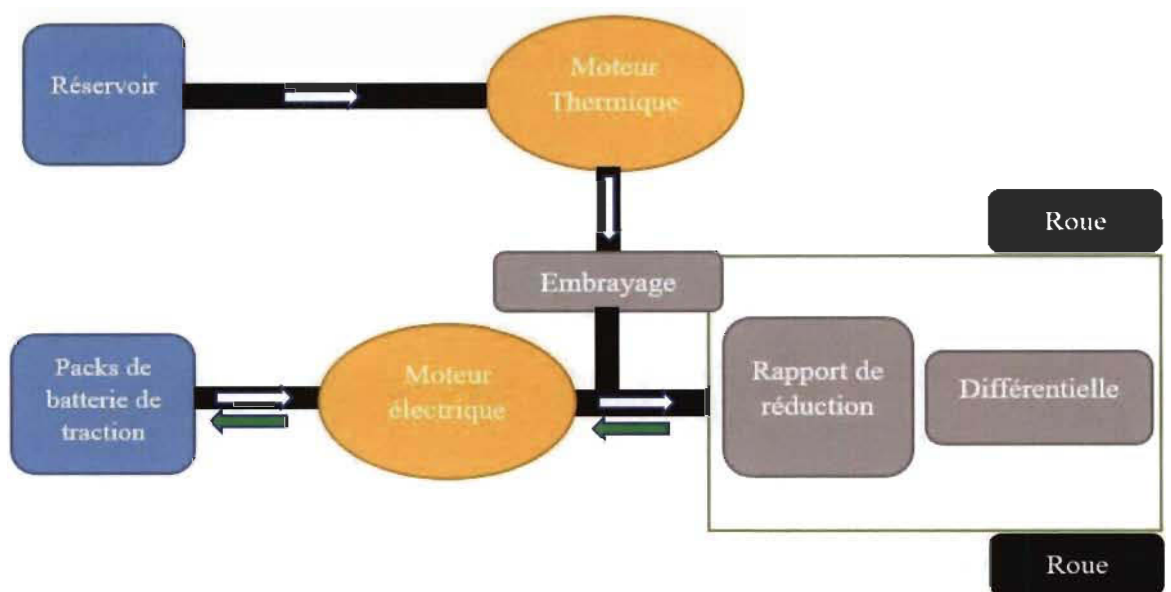 Réservoir
Moteur
Thermique
Roue
Embrayage
Packs de
batterie de
traction
Moteur
électrique
Rapport de
réduction
Différentielle
Roue